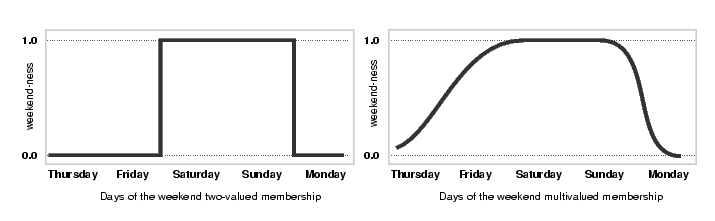 1.0
weekend-ness
0.0
Thursday Friday Saturday Sunday Monday
Days of the weekend two-valued membership
1.0
weekend-ness
0.0
Thursday Friday Saturday Sunday Monday
Days of the weekend multivalued membership